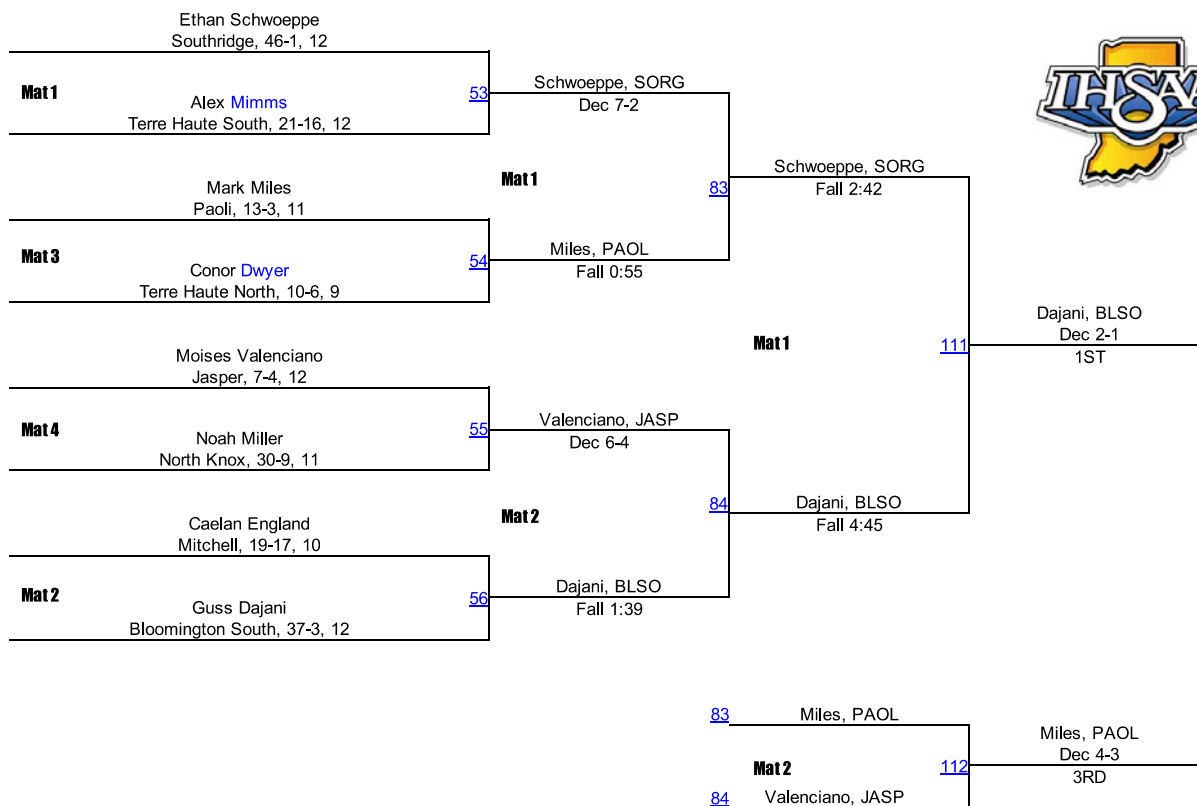 Ethan Schwoeppe
Southridge, 46-1, 12
Mat 1
53
Alex Mimms
Terre Haute South, 21-16, 12
Schwoeppe, SORG
Dec 7-2
Mark Miles
Paoli, 13-3, 11
Mat 1
83
Schwoeppe, SORG
Fall 2:42
Mat 3
54
Conor Dwyer
Terre Haute North, 10-6, 9
Miles, PAOL
Fall 0:55
IHSAA
Moises Valenciano
Jasper, 7-4, 12
Mat 1
111
Dajani, BLSO
Dec 2-1
1ST
Mat 4
55
Noah Miller
North Knox, 30-9, 11
Valenciano, JASP
Dec 6-4
Caelan England
Mitchell, 19-17, 10
Mat 2
84
Dajani, BLSO
Fall 4:45
Mat 2
56
Guss Dajani
Bloomington South, 37-3, 12
Dajani, BLSO
Fall 1:39
83
Miles, PAOL
Mat 2
112
Miles, PAOL
Dec 4-3
3RD
84
Valenciano, JASP